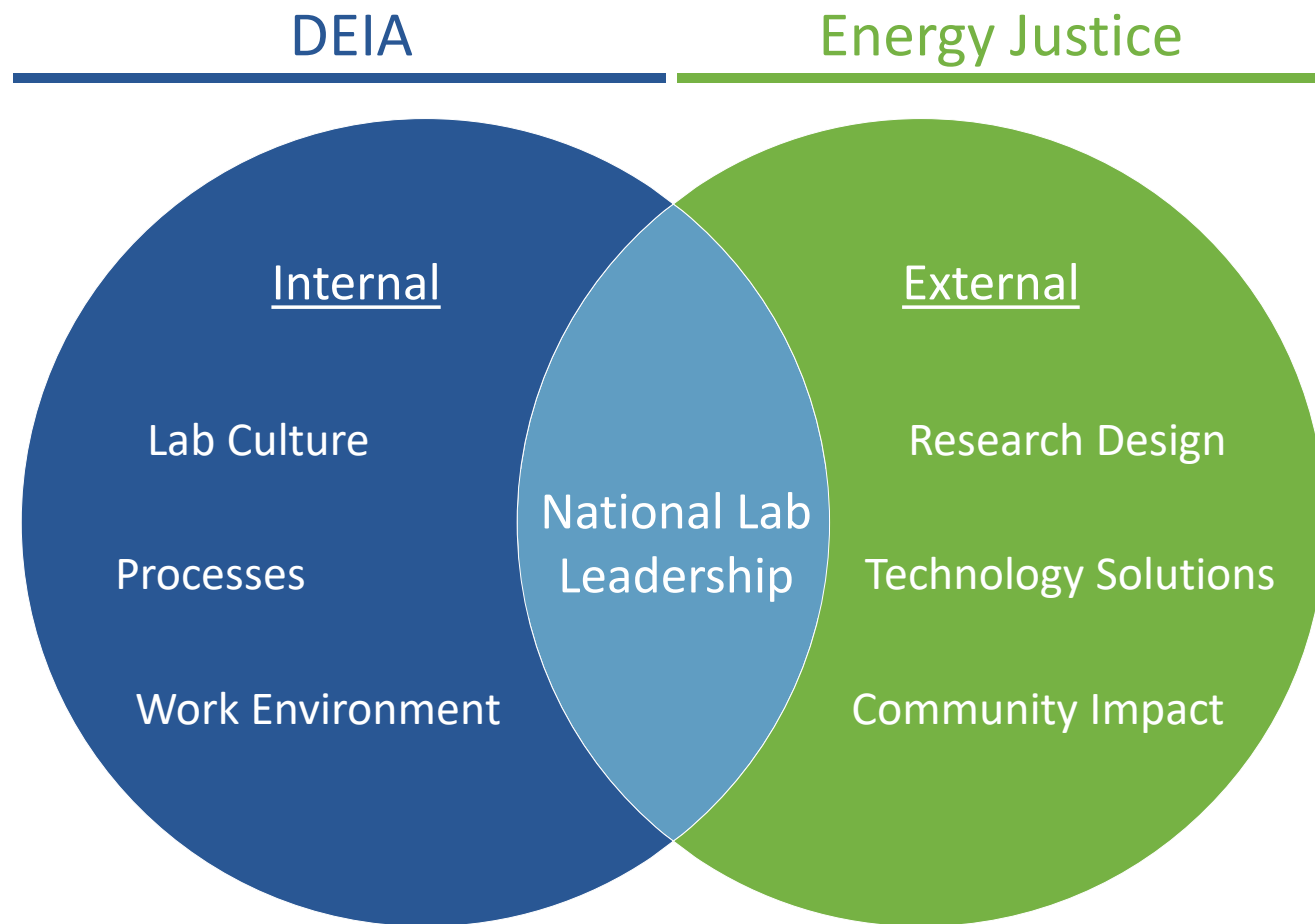 DEIA
Energy Justice
Internal
Lab Culture
Processes
Work Environment
National Lab
Leadership
External
Research Design
Technology Solutions
Community Impact